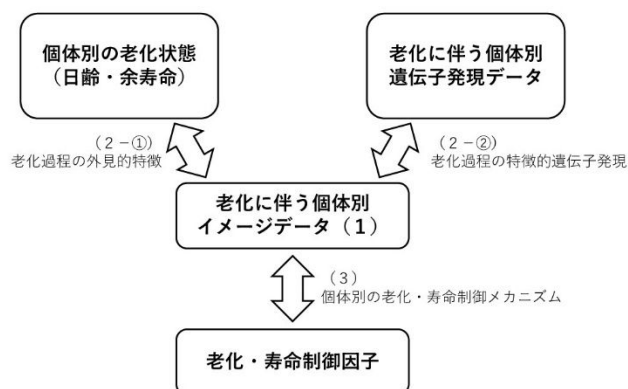 個体別の老化状態
（日齢・余寿命）
老化に伴う個体別
遺伝子発現データ
（２－①）
老化過程の外見的特徴
（２－②）
老化過程の特徴的遺伝子発現
老化に伴う個体別
イメージデータ（１）
（３）
個体別の老化・寿命制御メカニズム
老化・寿命制御因子